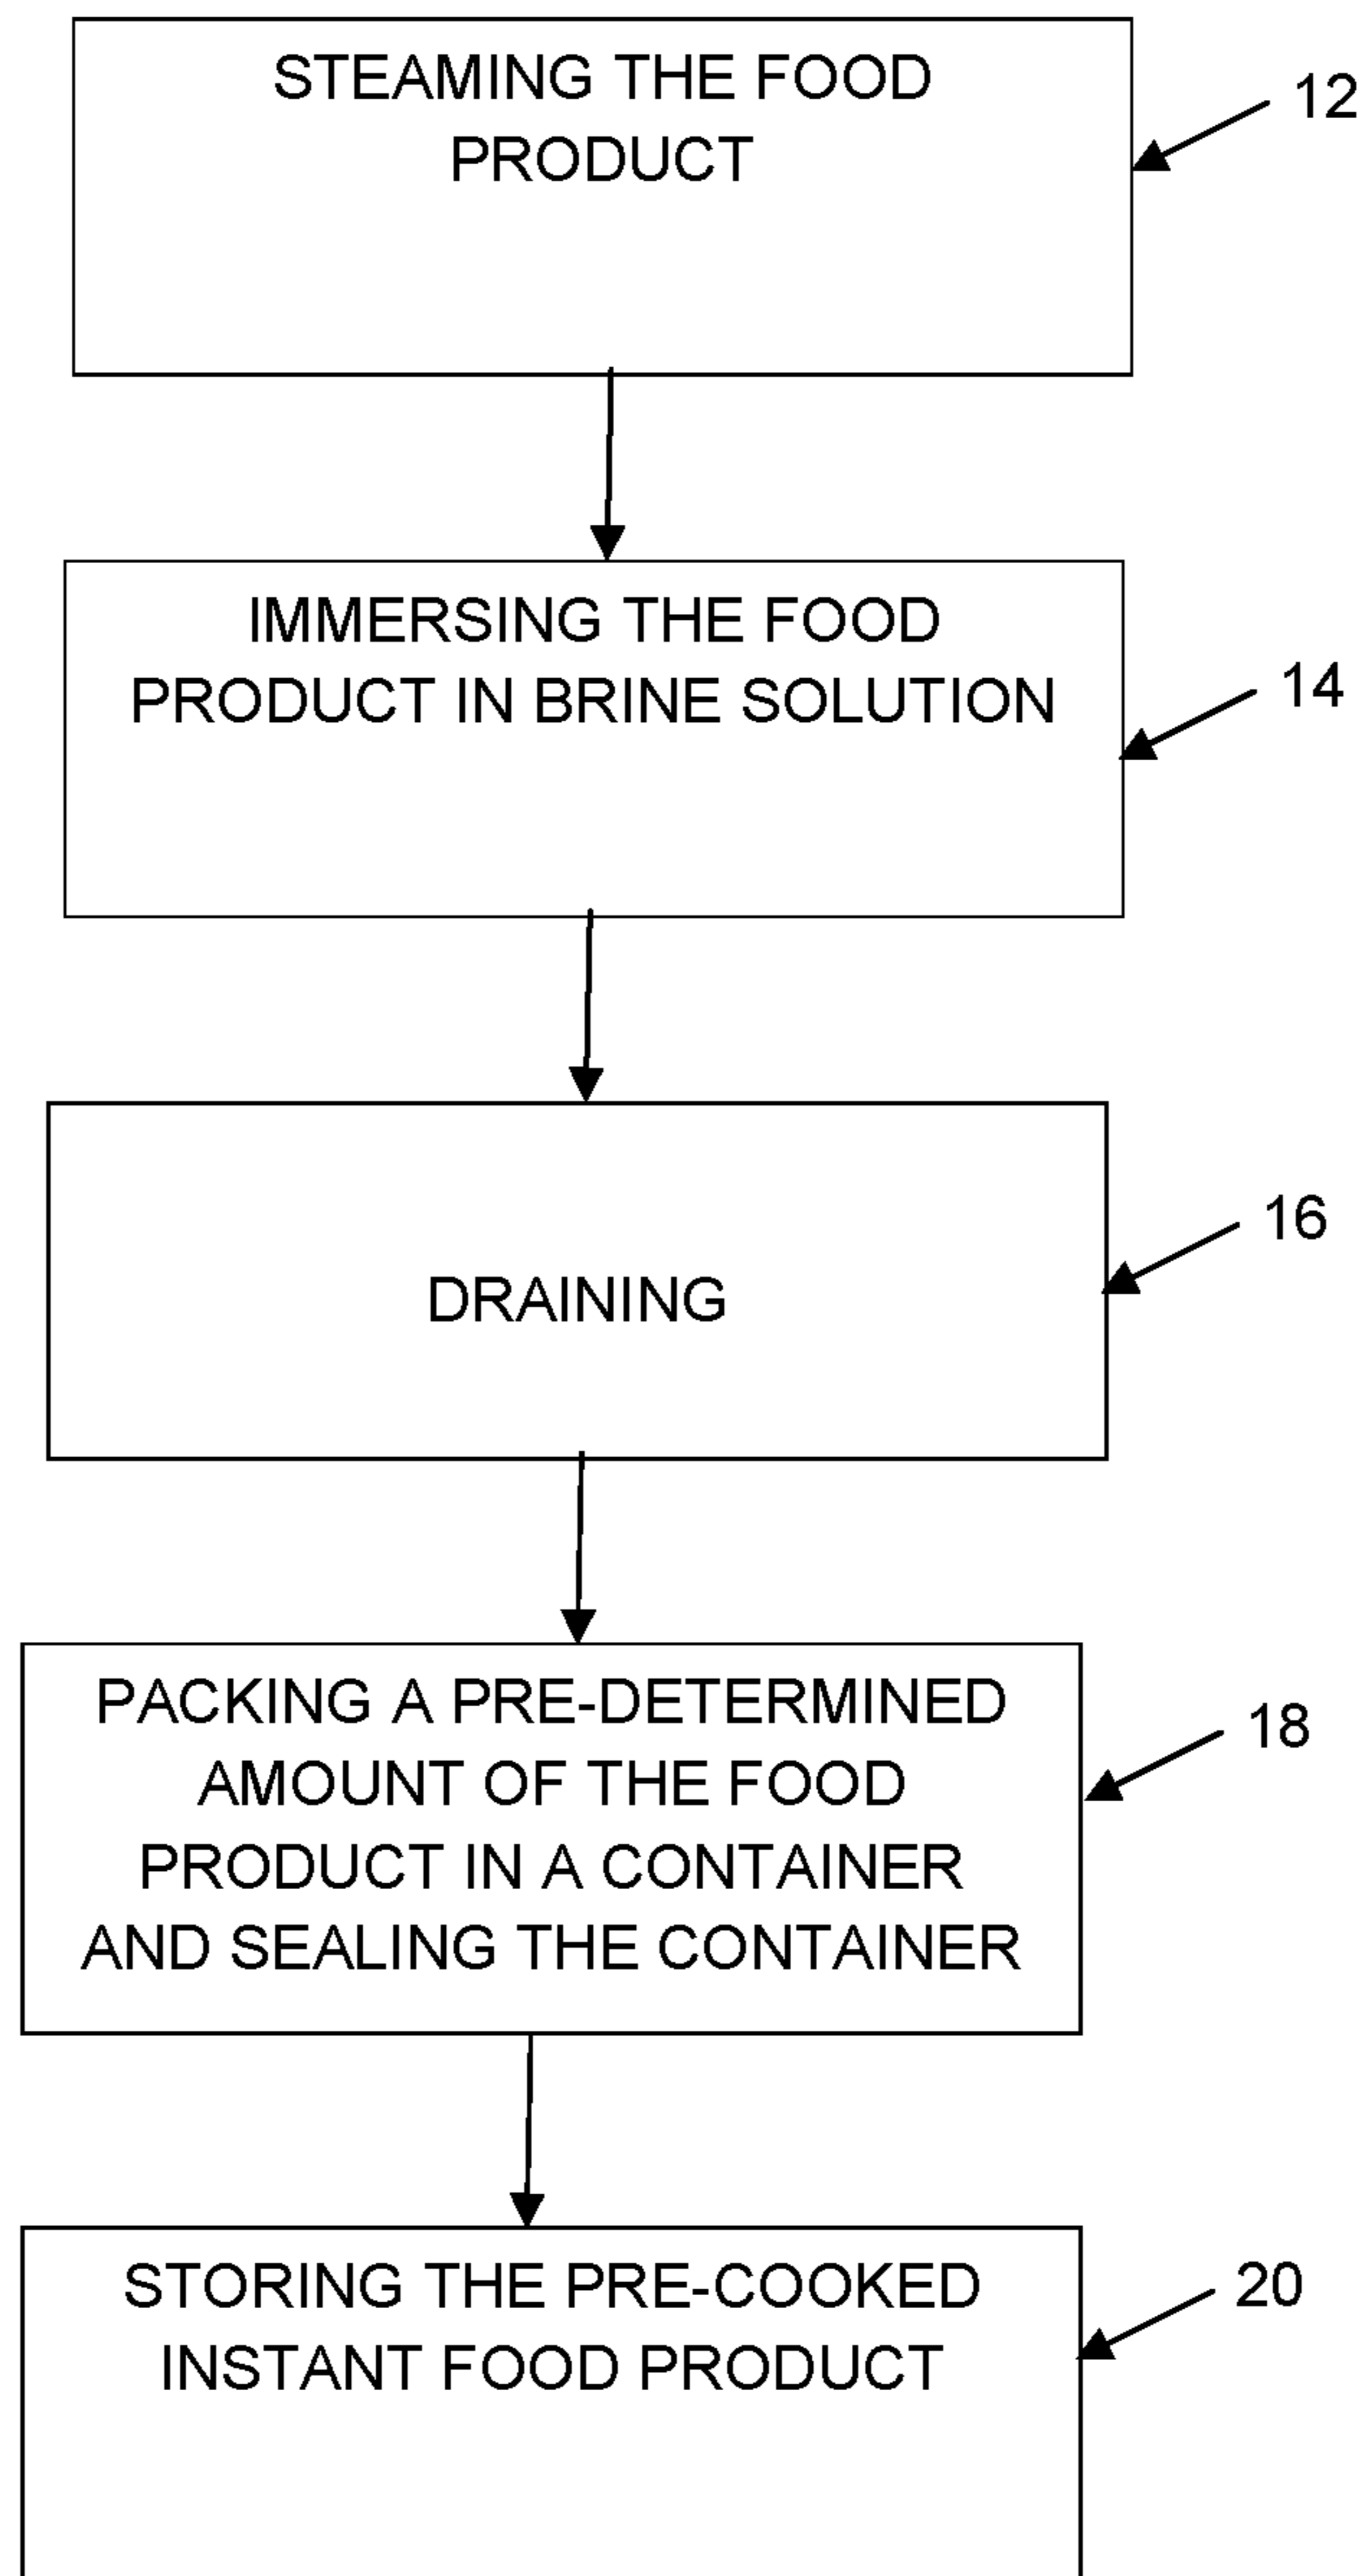 STEAMING THE FOOD
PRODUCT
12
IMMERSING THE FOOD
PRODUCT IN BRINE SOLUTION
14
DRAINING
16
PACKING A PRE-DETERMINED
AMOUNT OF THE FOOD
PRODUCT IN A CONTAINER
AND SEALING THE CONTAINER
18
STORING THE PRE-COOKED
INSTANT FOOD PRODUCT
20